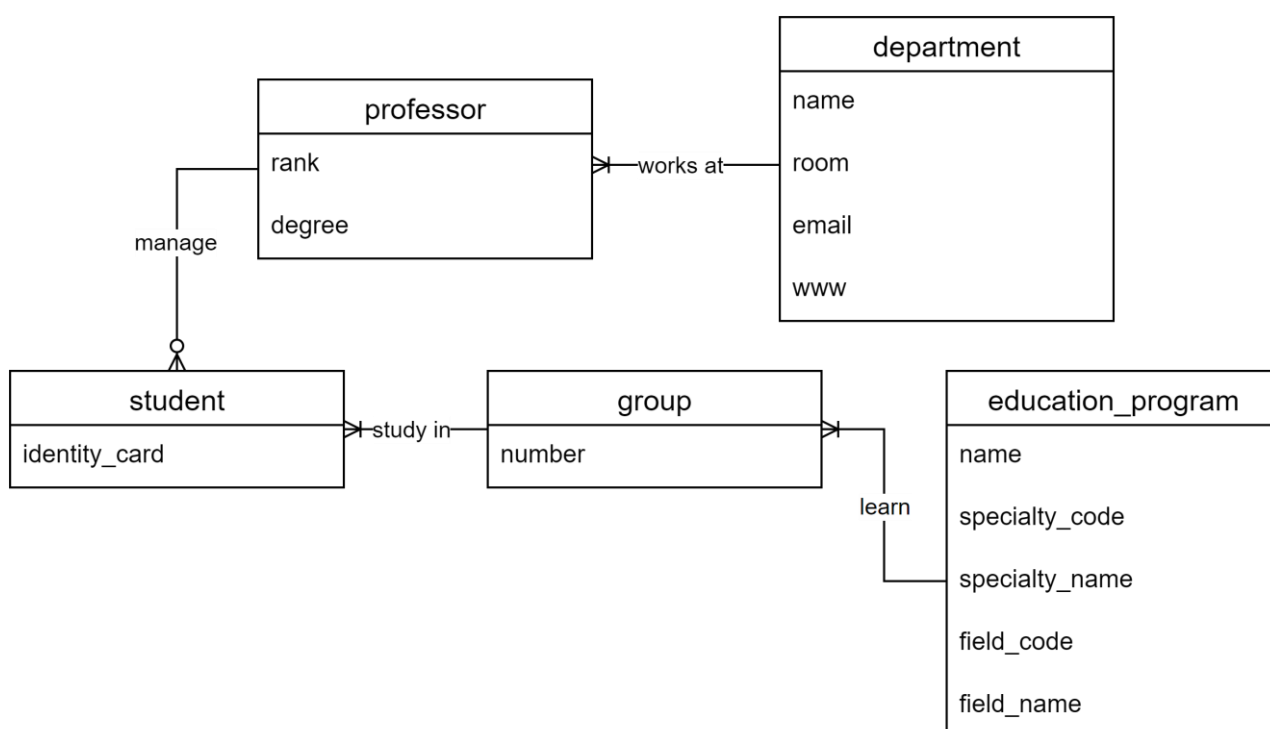 department
name
room
email
www
professor
rank
degree
works at
manage
student
identity_card
study in
group
number
learn
education_program
name
specialty_code
specialty_name
field_code
field_name